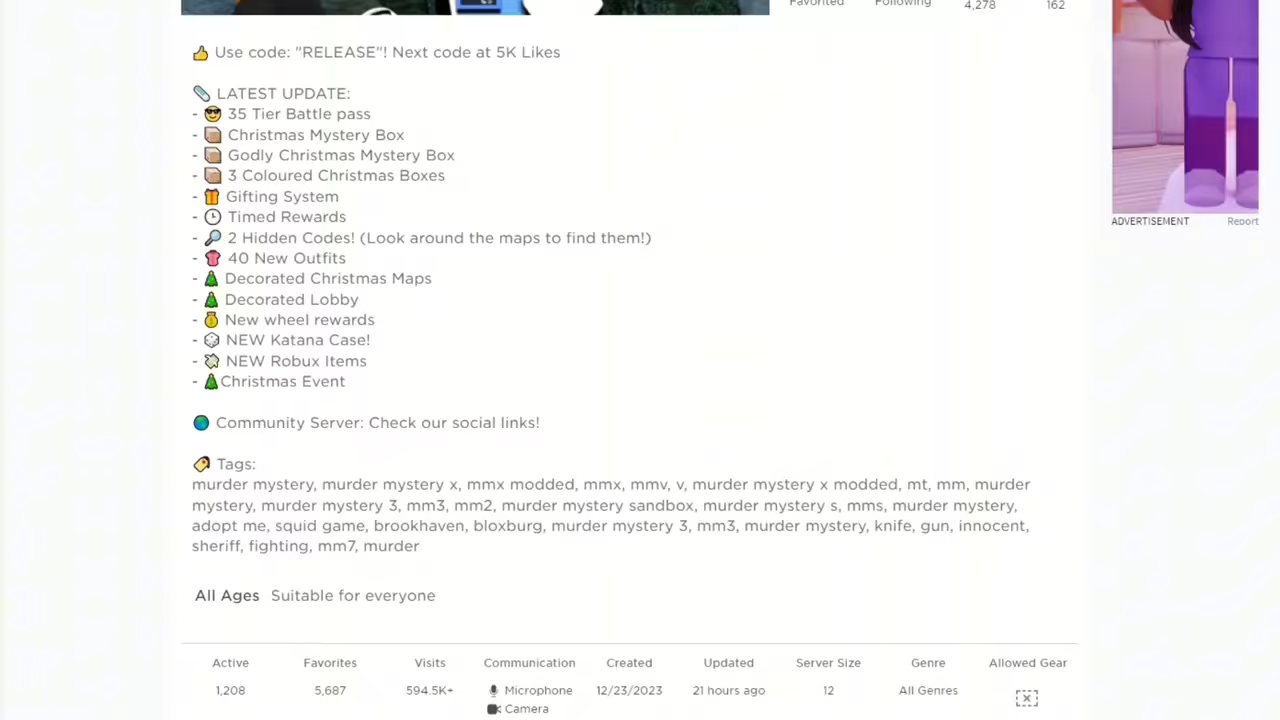 Favorited Following 4,278 162
👍 Use code: "RELEASE"! Next code at 5K Likes
LATEST UPDATE:
- 😎 35 Tier Battle pass
- 📦 Christmas Mystery Box
- 📦 Godly Christmas Mystery Box
- 📦 3 Coloured Christmas Boxes
- 🎁 Gifting System
- 🕒 Timed Rewards
- 🔎 2 Hidden Codes! (Look around the maps to find them!)
- 👚 40 New Outfits
- 🎄 Decorated Christmas Maps
- 🎄 Decorated Lobby
- 💰 New wheel rewards
- 🎲 NEW Katana Case!
- 💸 NEW Robux Items
- 🎄Christmas Event
🌎 Community Server: Check our social links!
🏷️ Tags:
murder mystery, murder mystery x, mmx modded, mmx, mmv, v, murder mystery x modded, mt, mm, murder
mystery, murder mystery 3, mm3, mm2, murder mystery sandbox, murder mystery s, mms, murder mystery,
adopt me, squid game, brookhaven, bloxburg, murder mystery 3, mm3, murder mystery, knife, gun, innocent,
sheriff, fighting, mm7, murder
All Ages Suitable for everyone
Active Favorites Visits Communication Created Updated Server Size Genre Allowed Gear
1,208 5,687 594.5K+ Microphone 12/23/2023 21 hours ago 12 All Genres
Camera
ADVERTISEMENT Report